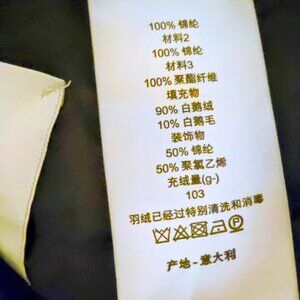 100% 锦纶
材料2
100% 锦纶
材料3
100% 聚酯纤维
填充物
90% 白鹅绒
10% 白鹅毛
装饰物
50% 锦纶
50% 聚氯乙烯
充绒量(g-)
103
羽绒已经过特别清洗和消毒
产地-意大利